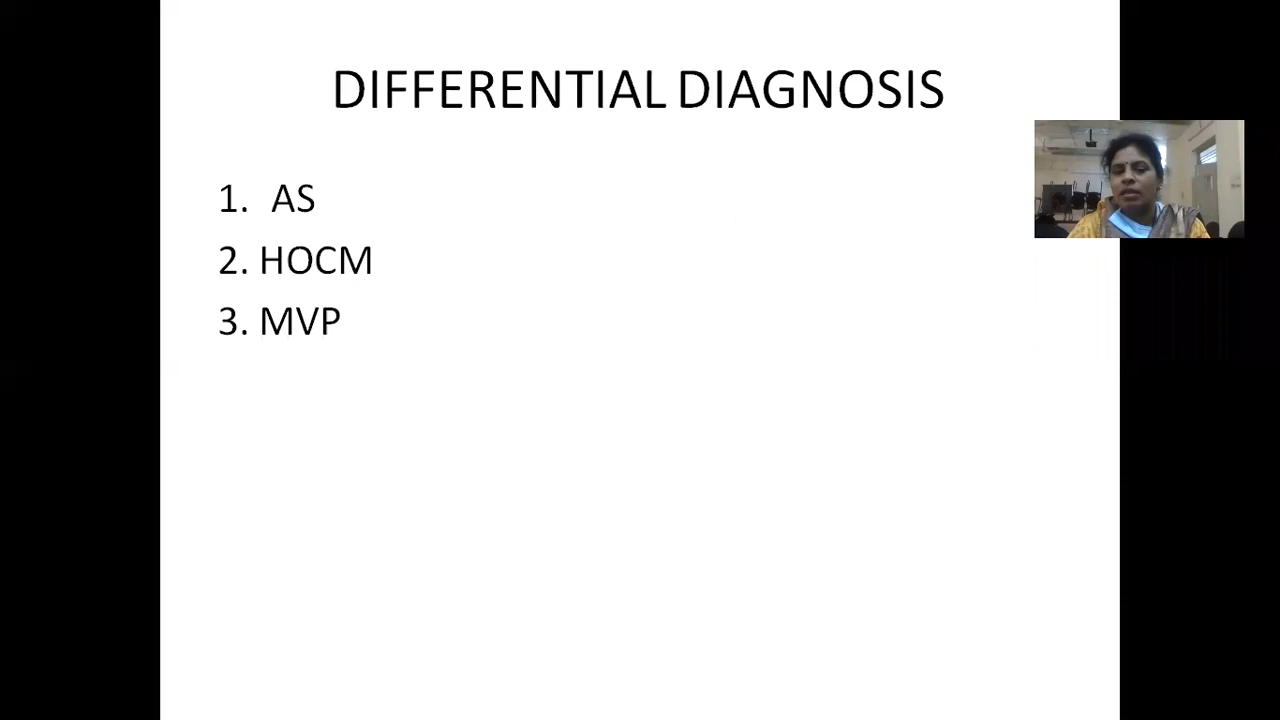 DIFFERENTIAL DIAGNOSIS
1. AS
2. HOCM
3. MVP